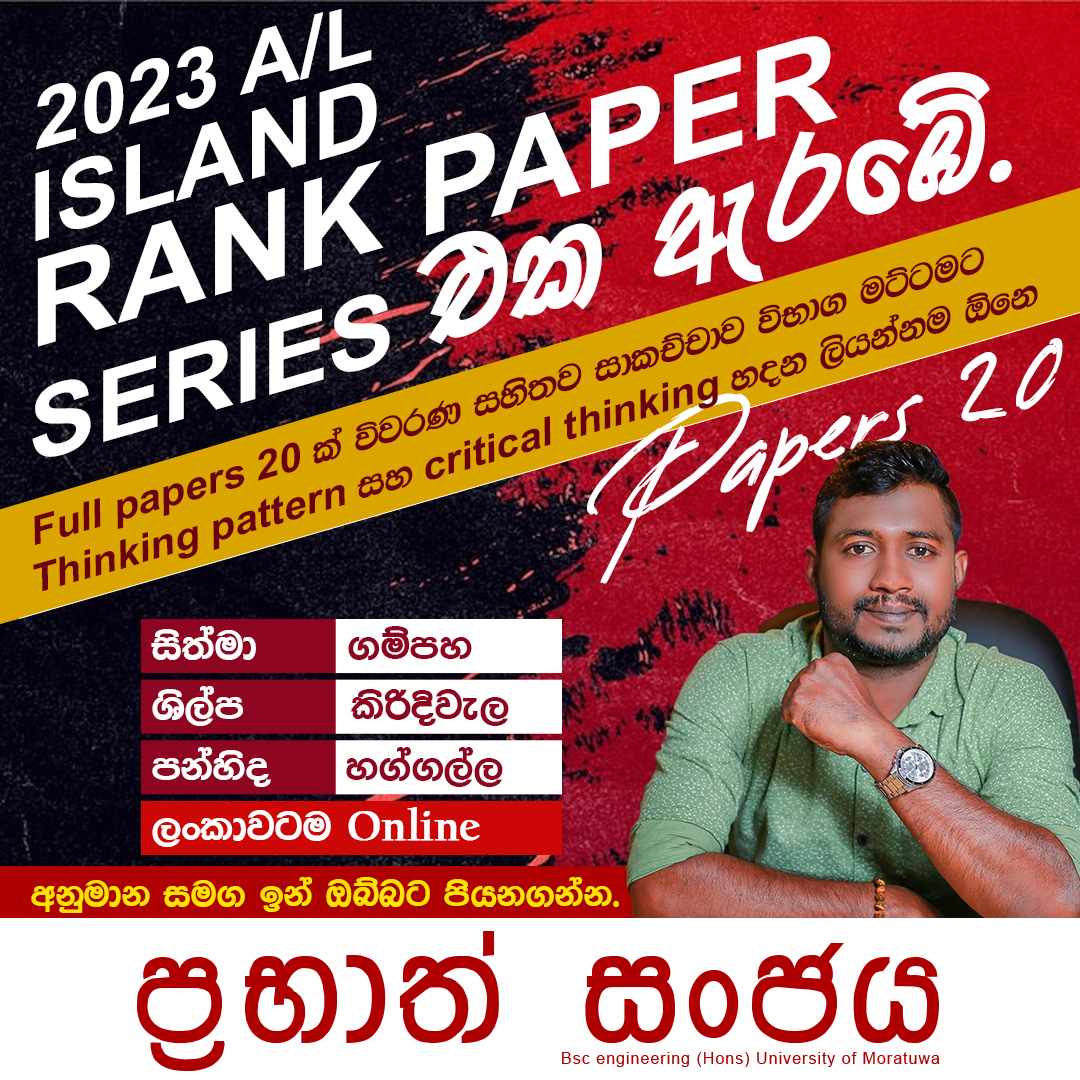 2023 A/L
ISLAND
RANK PAPER
SERIES එක ඇරඹේ.
Full papers 20 ක් විවරණ සහිතව සාකච්චාව විභාග මට්ටමට
Thinking pattern සහ critical thinking හදන ලියන්නම ඕනෙ
Papers 20
සිත්මා ගම්පහ
ශිල්ප කිරිදිවැල
පන්හිද හග්ගල්ල
ලංකාවටම Online
අනුමාන සමග ඉන් ඔබ්බට පියනගන්න.
ප්‍රභාත් සංජය
Bsc engineering (Hons) University of Moratuwa